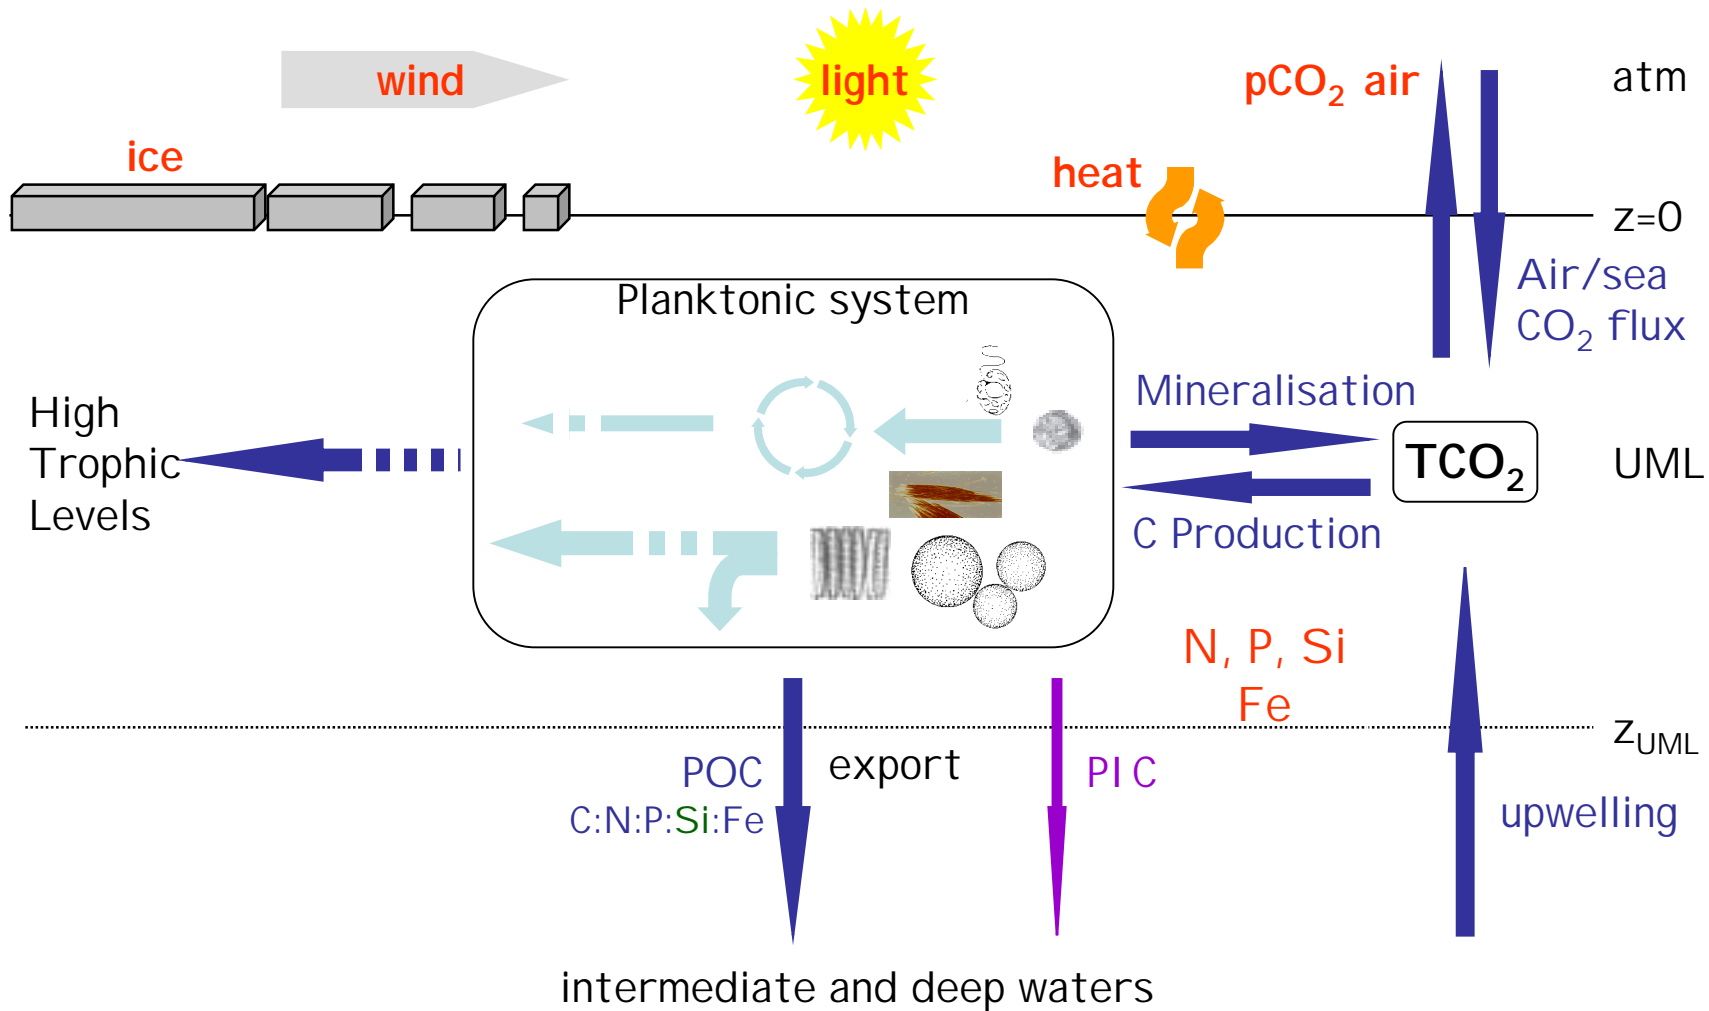 wind
light
pCO₂ air
atm
ice
heat
z=0
Air/sea
CO₂ flux
Planktonic system
High
Trophic
Levels
Mineralisation
TCO₂
UML
C Production
N, P, Si
Fe
z_UML
POC
export
PIC
C:N:P:Si:Fe
upwelling
intermediate and deep waters